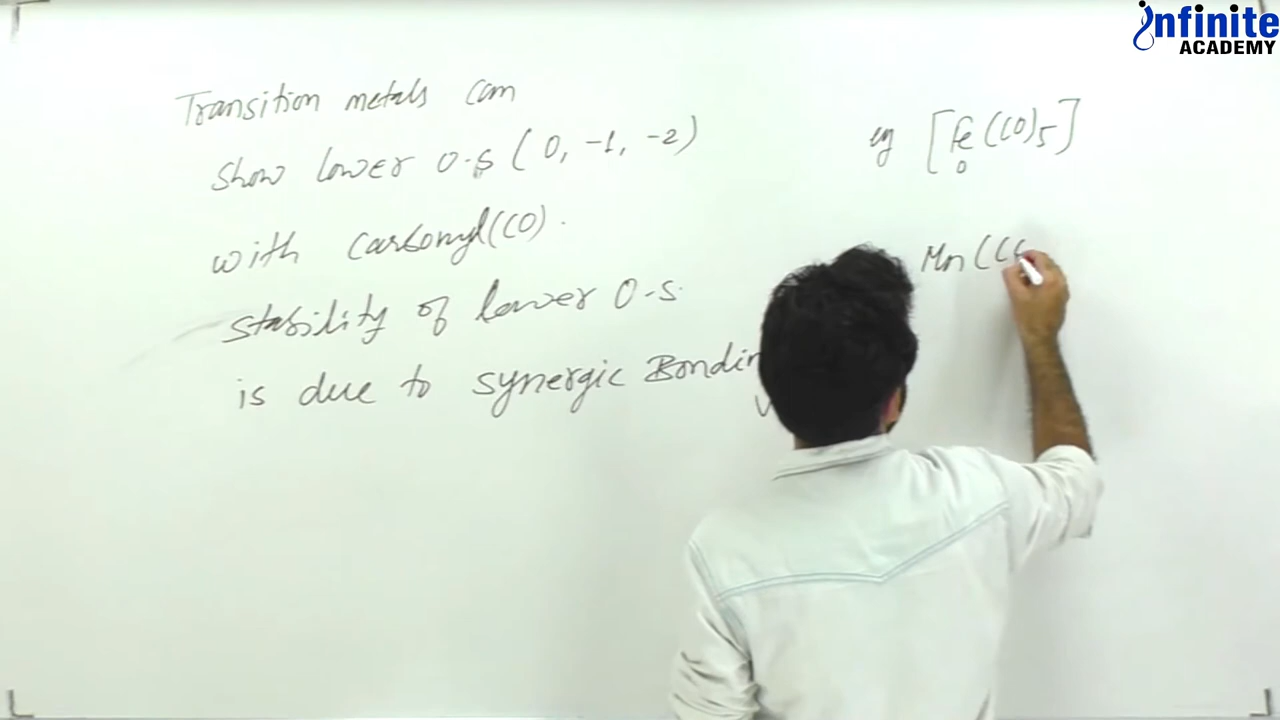 Infinite
ACADEMY
Transition metals can
show lower O.S ( 0, -1, -2)
with carbonyl(CO).
stability of lower O-S.
is due to synergic Bondin
eg [Fe(CO)5]
0
Mn (C